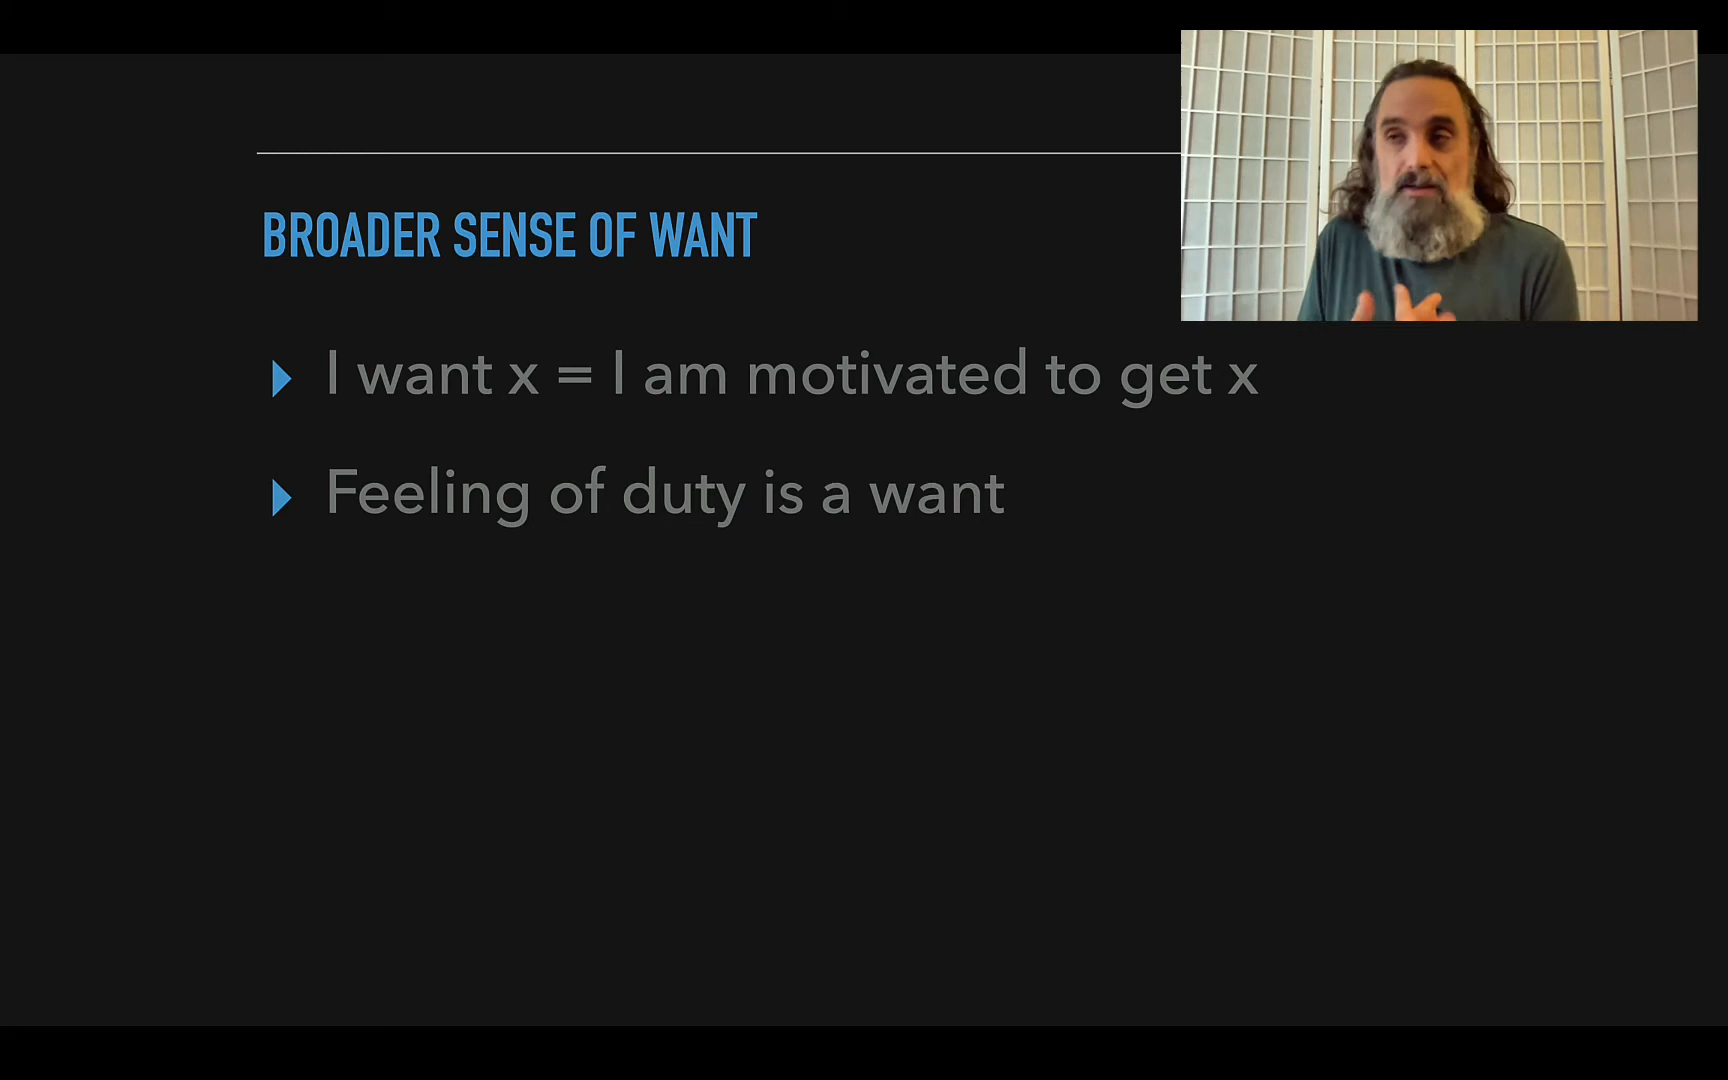 BROADER SENSE OF WANT
I want x = I am motivated to get x
Feeling of duty is a want